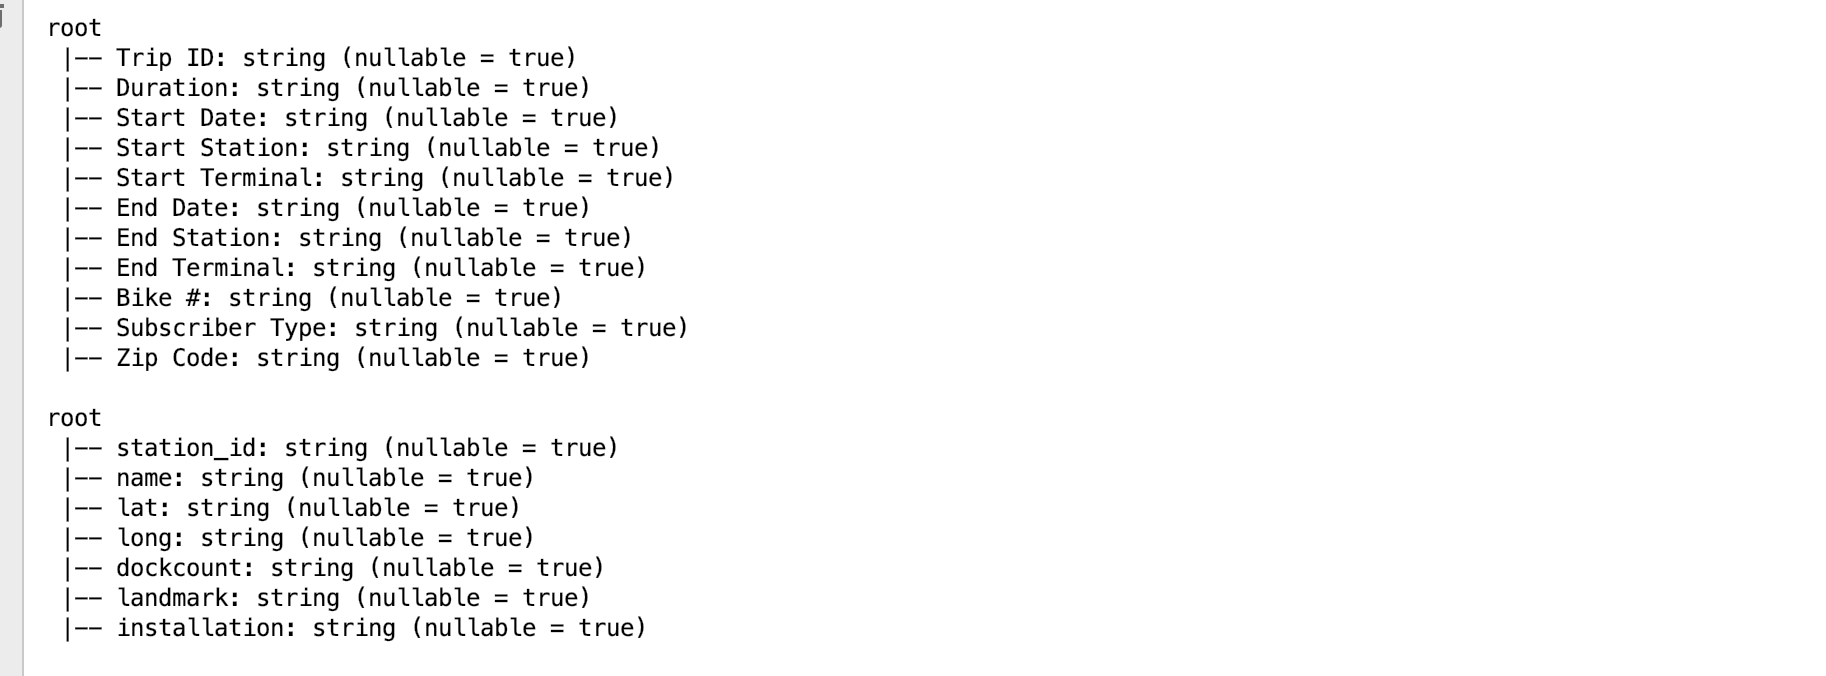 root
 |-- Trip ID: string (nullable = true)
 |-- Duration: string (nullable = true)
 |-- Start Date: string (nullable = true)
 |-- Start Station: string (nullable = true)
 |-- Start Terminal: string (nullable = true)
 |-- End Date: string (nullable = true)
 |-- End Station: string (nullable = true)
 |-- End Terminal: string (nullable = true)
 |-- Bike #: string (nullable = true)
 |-- Subscriber Type: string (nullable = true)
 |-- Zip Code: string (nullable = true)

root
 |-- station_id: string (nullable = true)
 |-- name: string (nullable = true)
 |-- lat: string (nullable = true)
 |-- long: string (nullable = true)
 |-- dockcount: string (nullable = true)
 |-- landmark: string (nullable = true)
 |-- installation: string (nullable = true)